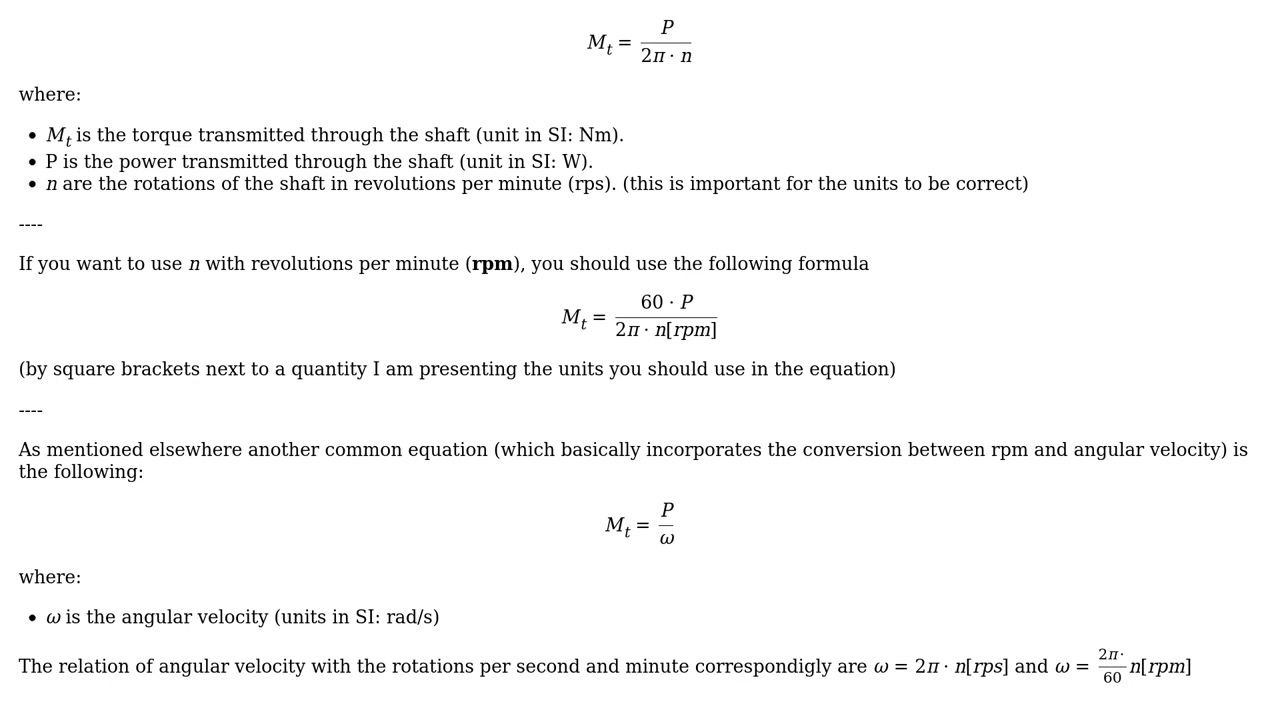 M_t = P / (2π · n)
where:
• M_t is the torque transmitted through the shaft (unit in SI: Nm).
• P is the power transmitted through the shaft (unit in SI: W).
• n are the rotations of the shaft in revolutions per minute (rps). (this is important for the units to be correct)
----
If you want to use n with revolutions per minute (rpm), you should use the following formula
M_t = (60 · P) / (2π · n[rpm])
(by square brackets next to a quantity I am presenting the units you should use in the equation)
----
As mentioned elsewhere another common equation (which basically incorporates the conversion between rpm and angular velocity) is
the following:
M_t = P / ω
where:
• ω is the angular velocity (units in SI: rad/s)
The relation of angular velocity with the rotations per second and minute correspondigly are ω = 2π · n[rps] and ω = (2π·) / 60 n[rpm]